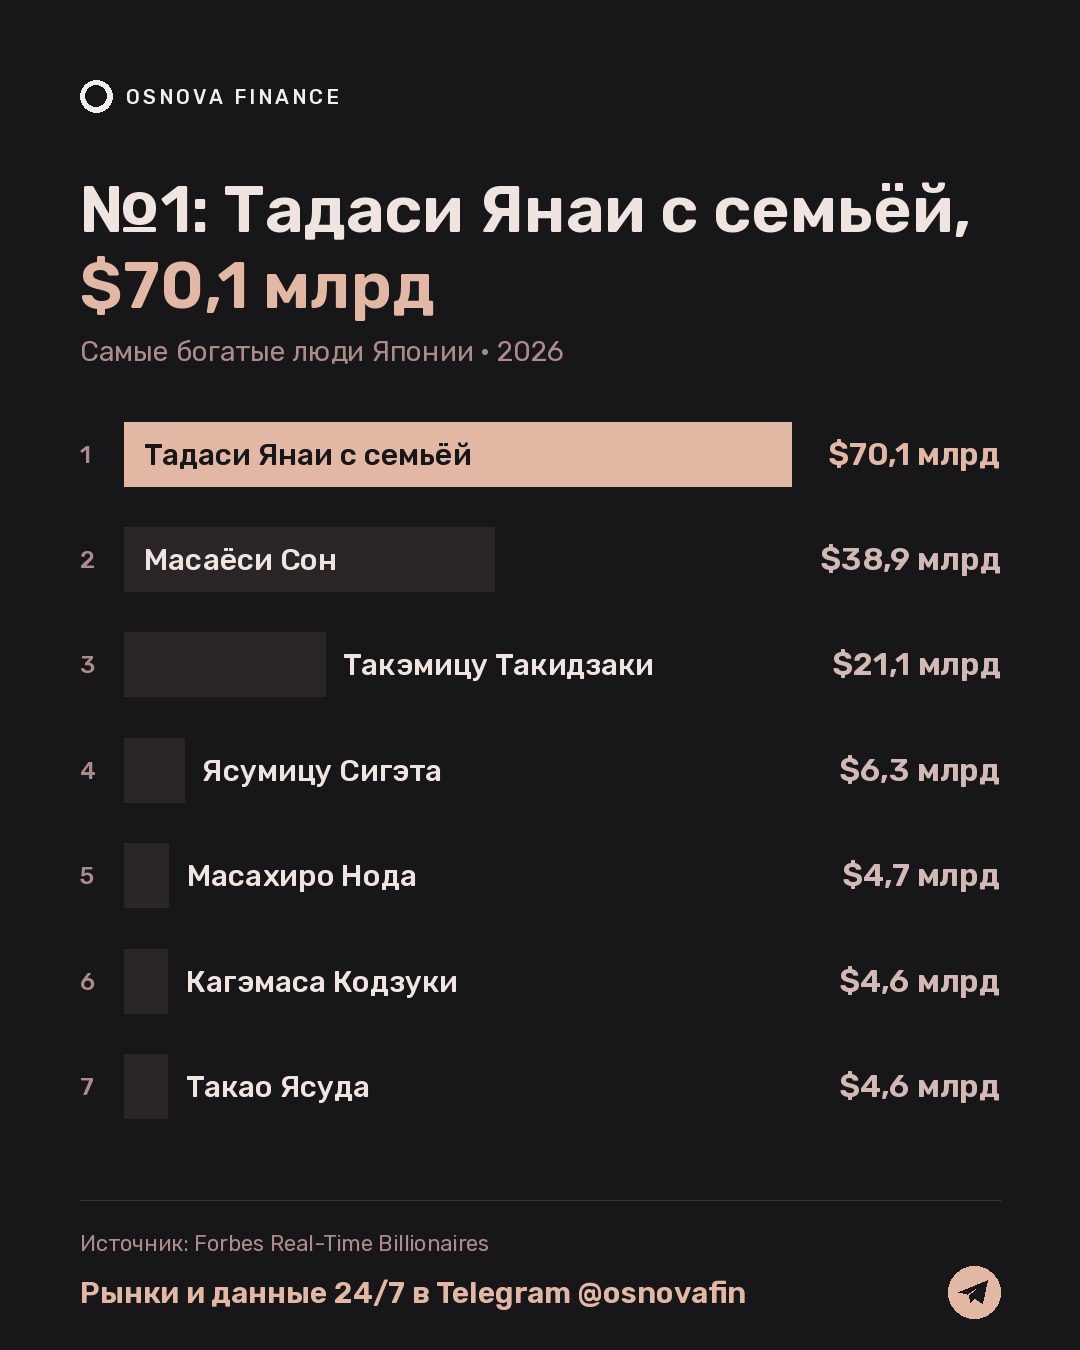 OSNOVA FINANCE
№1: Тадаси Янаи с семьёй,
$70,1 млрд
Самые богатые люди Японии • 2026
1 Тадаси Янаи с семьёй $70,1 млрд
2 Масаёси Сон $38,9 млрд
3 Такэмицу Такидзаки $21,1 млрд
4 Ясумицу Сигэта $6,3 млрд
5 Масахиро Нода $4,7 млрд
6 Кагэмаса Кодзуки $4,6 млрд
7 Такао Ясуда $4,6 млрд
Источник: Forbes Real-Time Billionaires
Рынки и данные 24/7 в Telegram @osnovafin